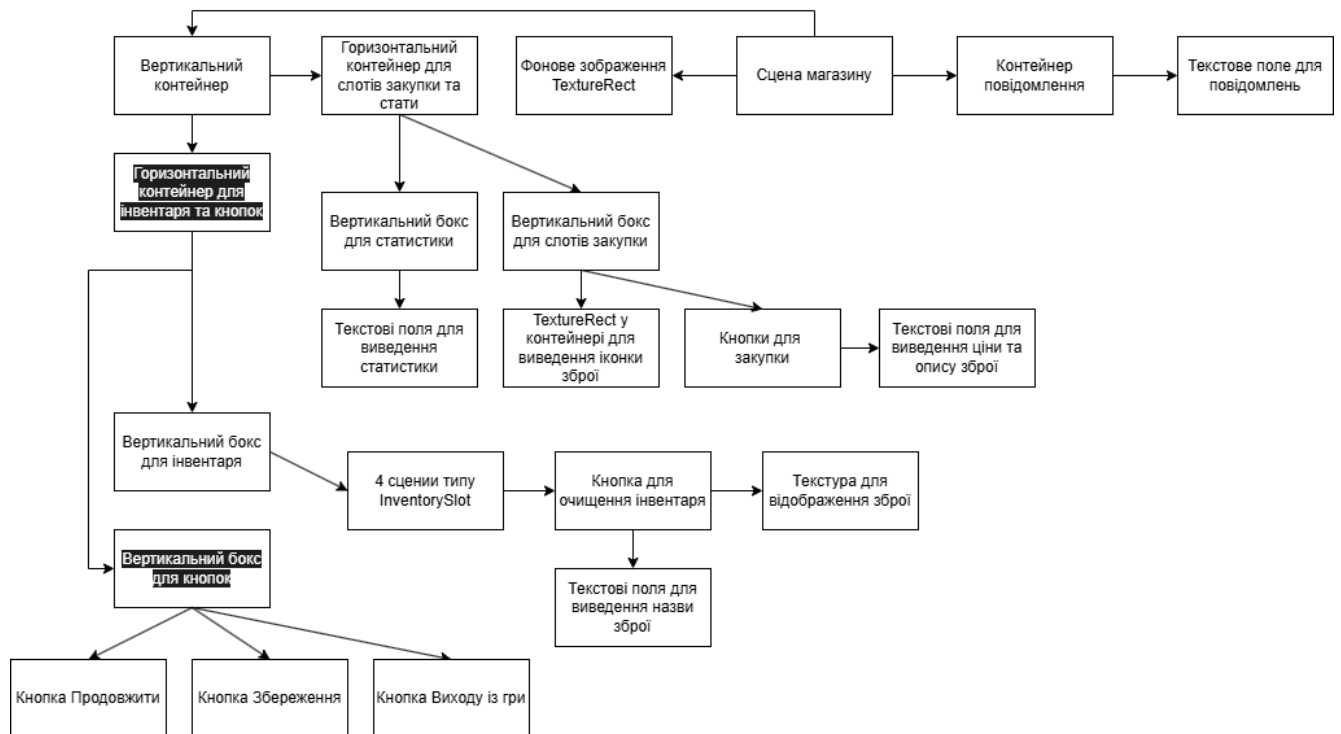 Вертикальний
контейнер
Горизонтальний
контейнер для
слотів закупки та
стати
Фонове зображення
TextureRect
Сцена магазину
Контейнер
повідомлення
Текстове поле для
повідомлень
Горизонтальний
контейнер для
інвентаря та кнопок
Вертикальний бокс
для статистики
Вертикальний бокс
для слотів закупки
Текстові поля для
виведення
статистики
TextureRect у
контейнері для
виведення іконки
зброї
Кнопки для
закупки
Текстові поля для
виведення ціни та
опису зброї
Вертикальний бокс
для інвентаря
4 сцении типу
InventorySlot
Кнопка для
очищення інвентаря
Текстура для
відображення зброї
Вертикальний бокс
для кнопок
Текстові поля для
виведення назви
зброї
Кнопка Продовжити
Кнопка Збереження
Кнопка Виходу із гри